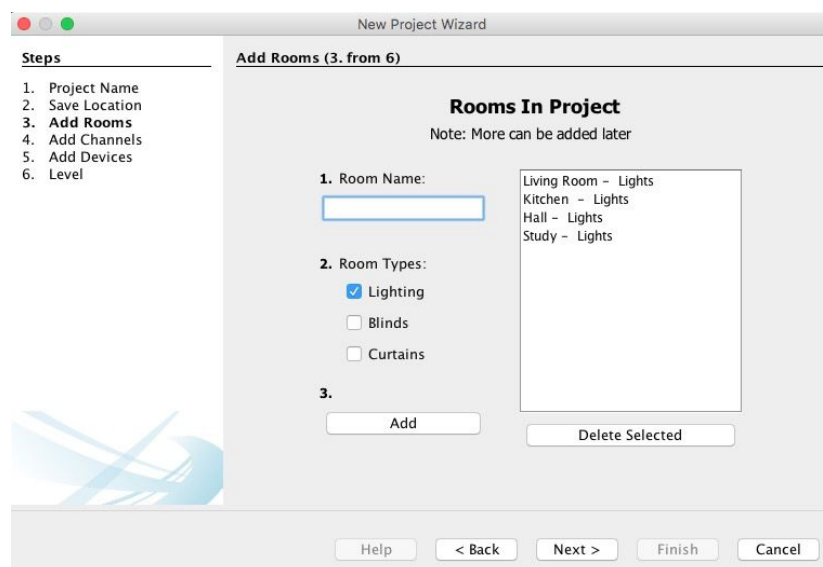 New Project Wizard
Steps
1. Project Name
2. Save Location
3. Add Rooms
4. Add Channels
5. Add Devices
6. Level
Add Rooms (3. from 6)
Rooms In Project
Note: More can be added later
1. Room Name:
Living Room - Lights
Kitchen - Lights
Hall - Lights
Study - Lights
2. Room Types:
Lighting
Blinds
Curtains
3.
Add
Delete Selected
Help
< Back
Next >
Finish
Cancel